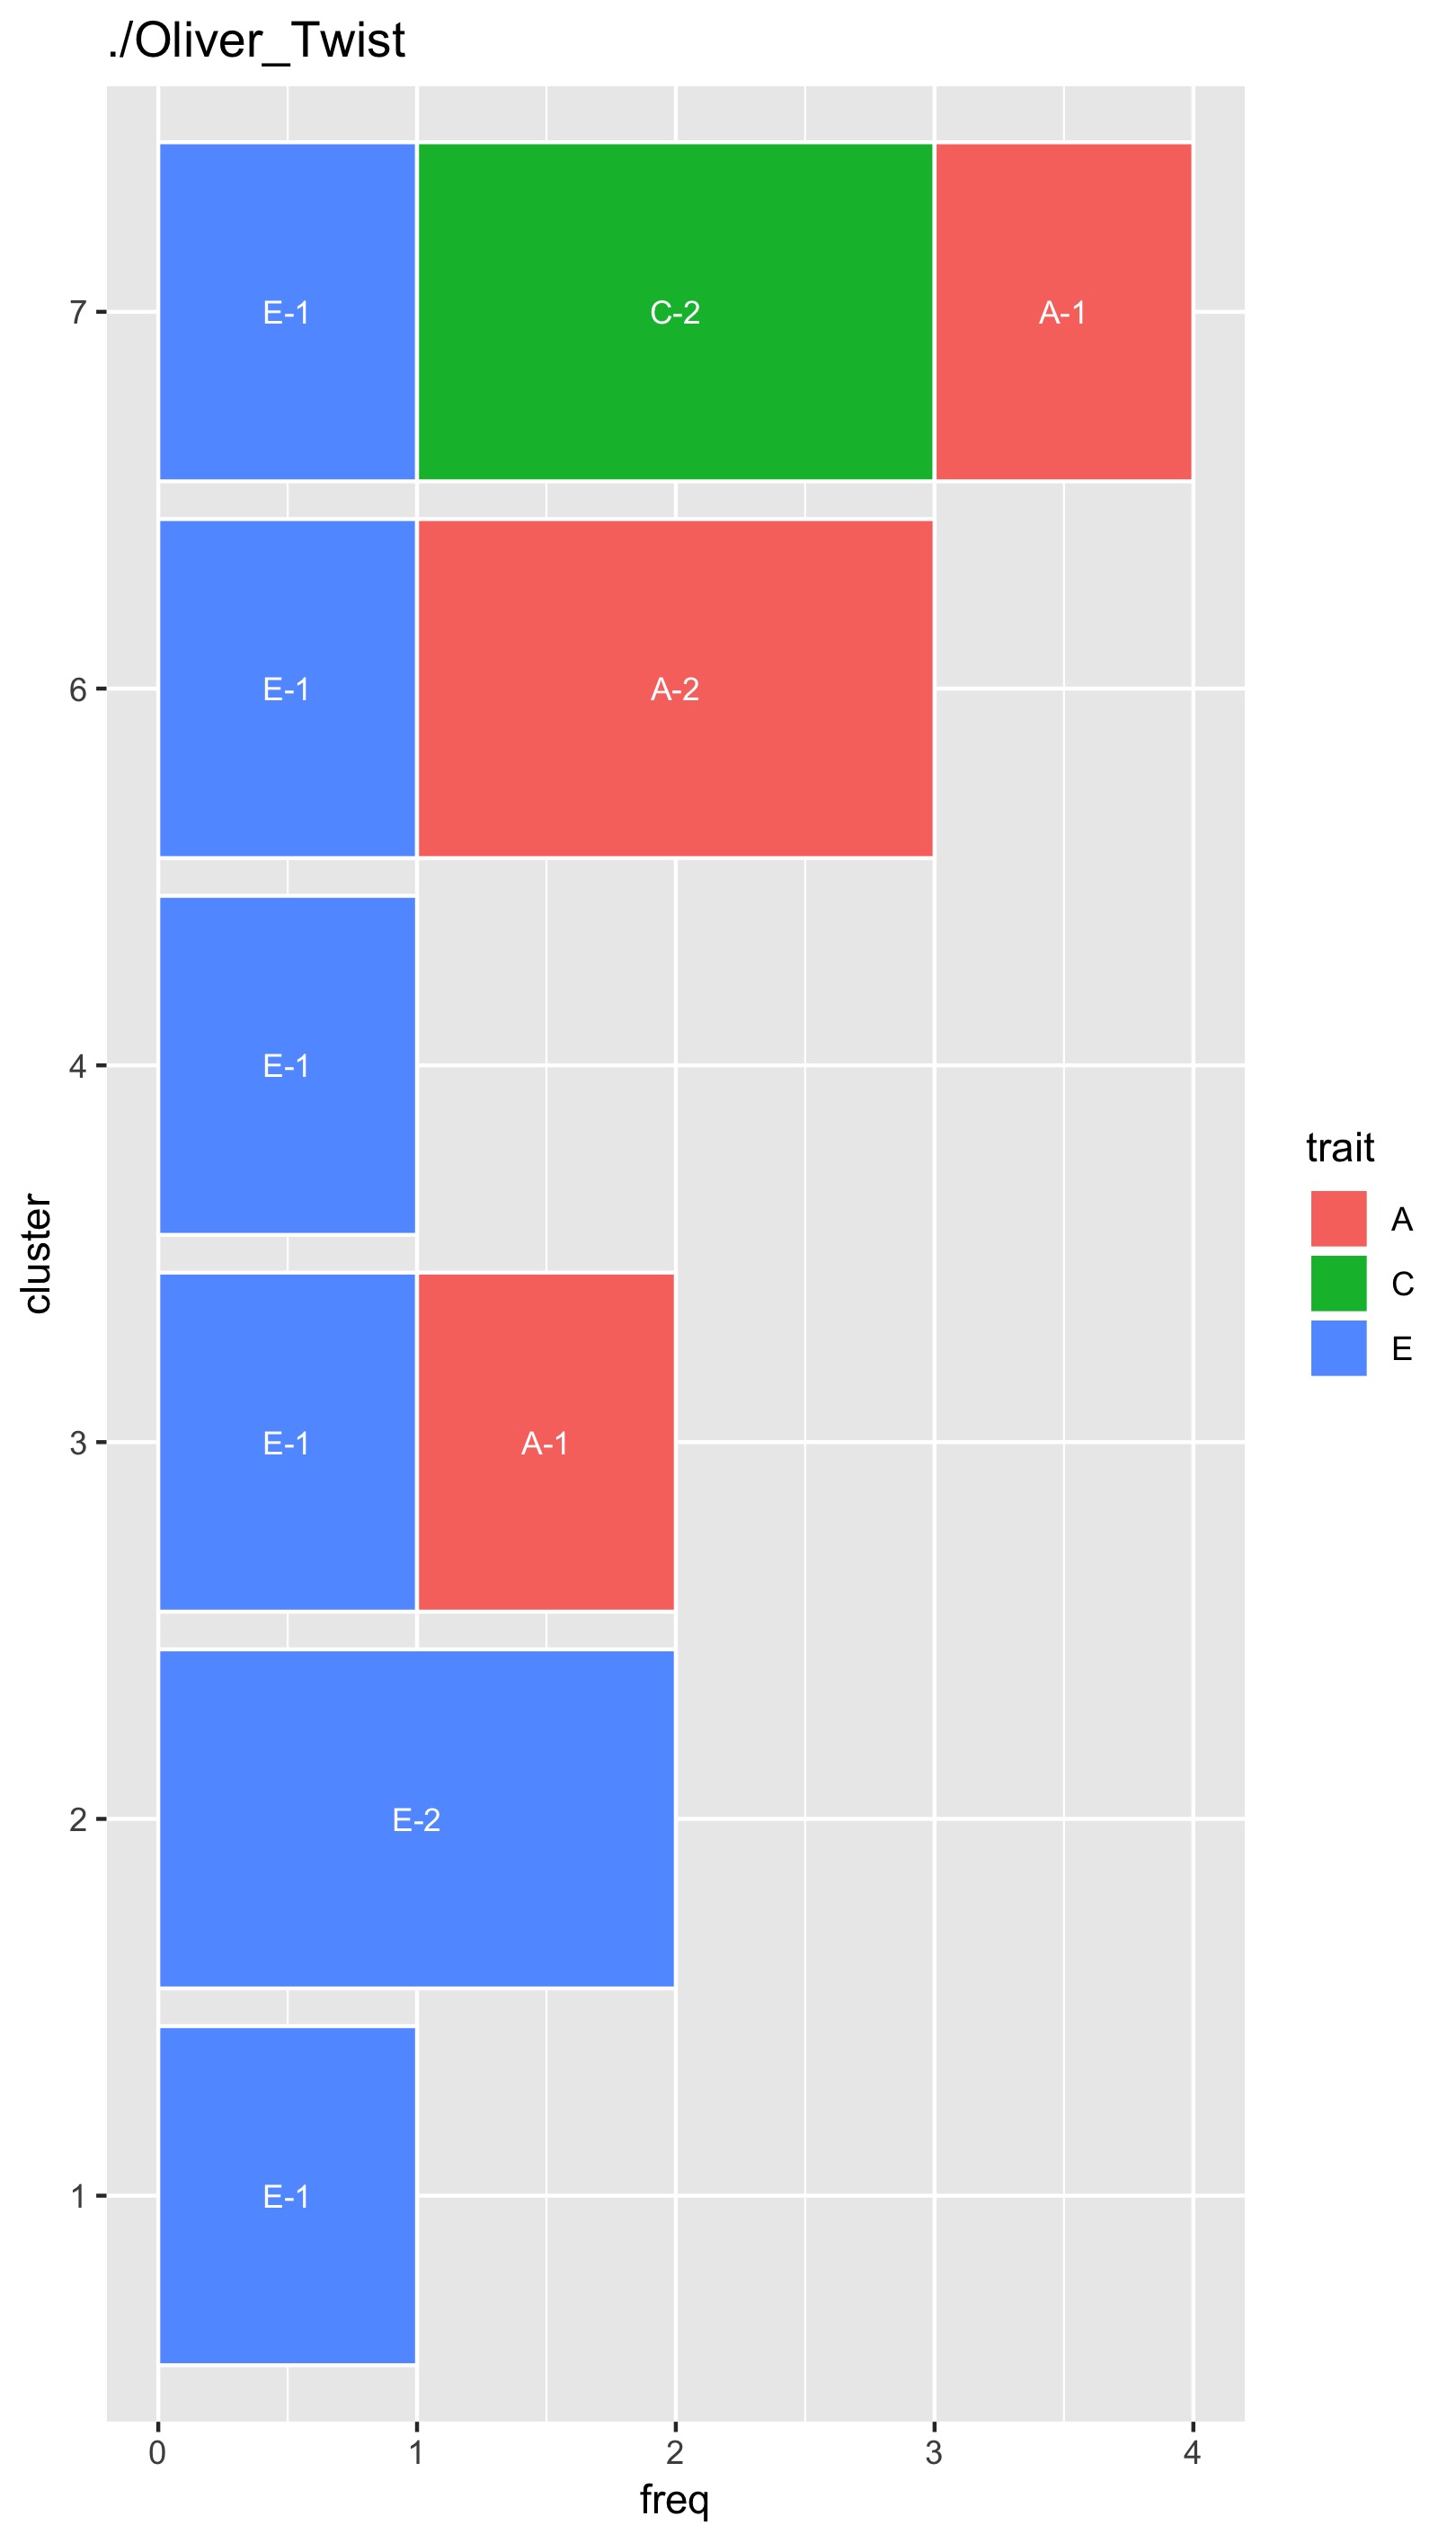 ./Oliver_Twist
7
E-1
C-2
A-1
6
E-1
A-2
4
E-1
3
E-1
A-1
2
E-2
1
E-1
0
1
2
3
4
freq
cluster
trait
A
C
E